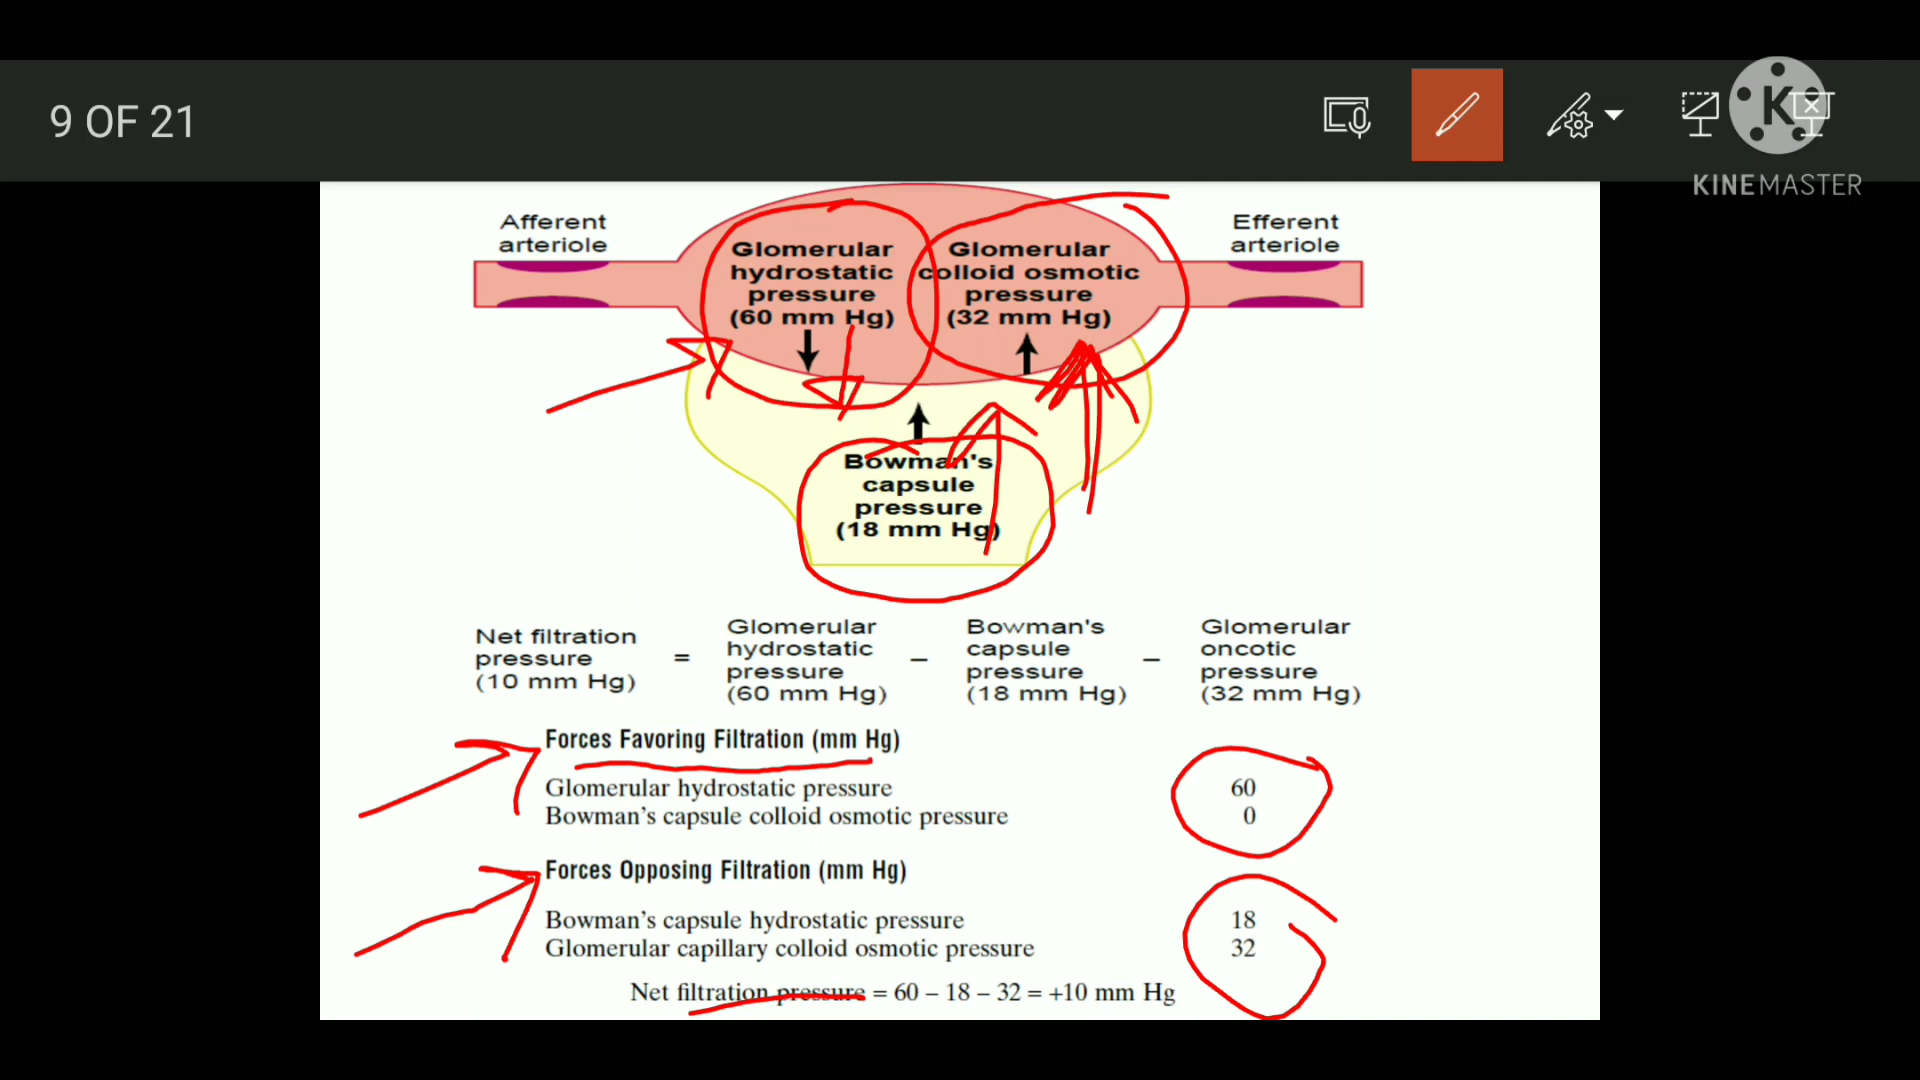 9 OF 21
K
KINEMASTER
Afferent
arteriole
Glomerular
hydrostatic
pressure
(60 mm Hg)
Glomerular
colloid osmotic
pressure
(32 mm Hg)
Efferent
arteriole
Bowman's
capsule
pressure
(18 mm Hg)
Net filtration
pressure
(10 mm Hg)
=
Glomerular
hydrostatic
pressure
(60 mm Hg)
–
Bowman's
capsule
pressure
(18 mm Hg)
–
Glomerular
oncotic
pressure
(32 mm Hg)
Forces Favoring Filtration (mm Hg)
Glomerular hydrostatic pressure 60
Bowman’s capsule colloid osmotic pressure 0
Forces Opposing Filtration (mm Hg)
Bowman’s capsule hydrostatic pressure 18
Glomerular capillary colloid osmotic pressure 32
Net filtration pressure = 60 – 18 – 32 = +10 mm Hg